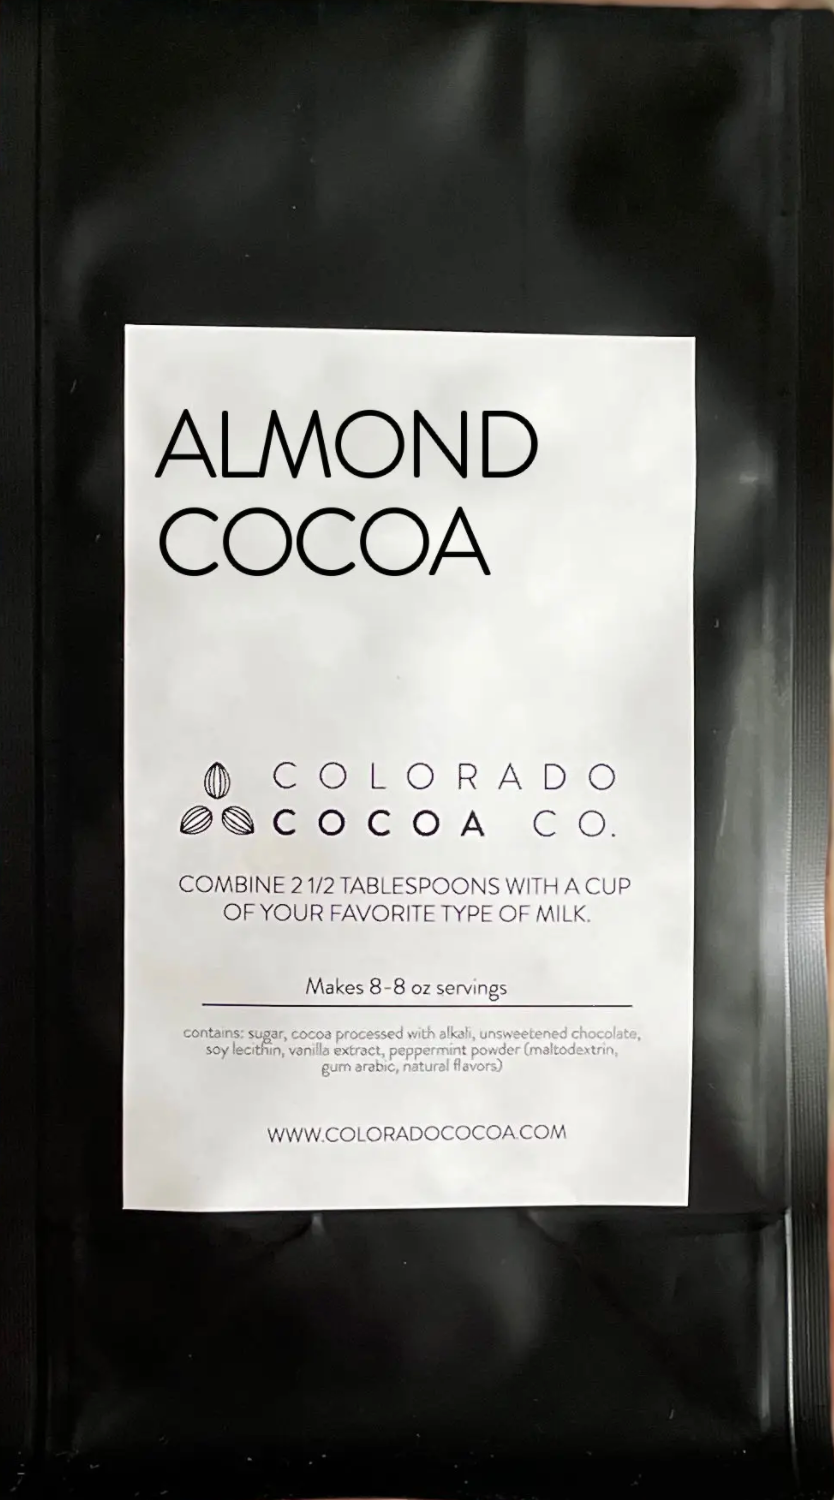 ALMOND
COCOA
COLORADO
COCOA CO.
COMBINE 2 1/2 TABLESPOONS WITH A CUP
OF YOUR FAVORITE TYPE OF MILK.
Makes 8-8 oz servings
contains: sugar, cocoa processed with alkali, unsweetened chocolate,
soy lecithin, vanilla extract, peppermint powder (maltodextrin,
gum arabic, natural flavors)
WWW.COLORADOCOCOA.COM